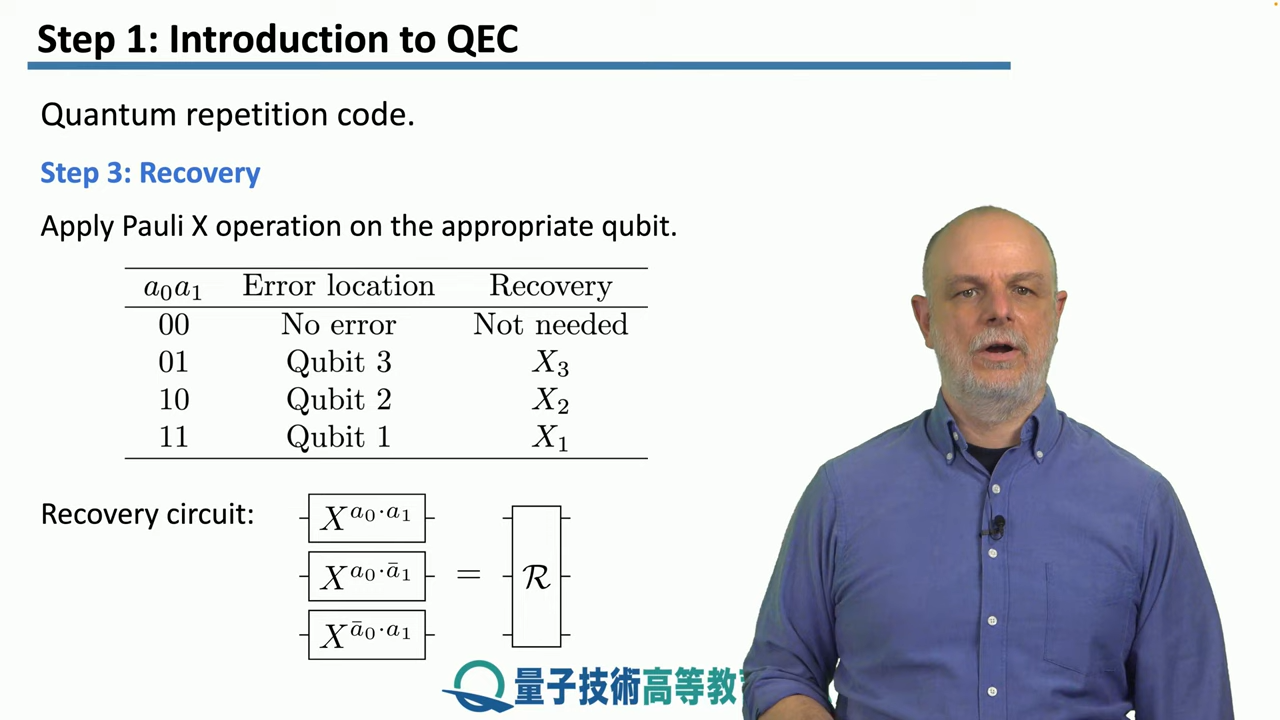 Step 1: Introduction to QEC
Quantum repetition code.
Step 3: Recovery
Apply Pauli X operation on the appropriate qubit.
a₀a₁ Error location Recovery
00 No error Not needed
01 Qubit 3 X₃
10 Qubit 2 X₂
11 Qubit 1 X₁
Recovery circuit:
X^{a₀·a₁}
X^{a₀·ā₁} = ℛ
X^{ā₀·a₁}
量子技術高等教